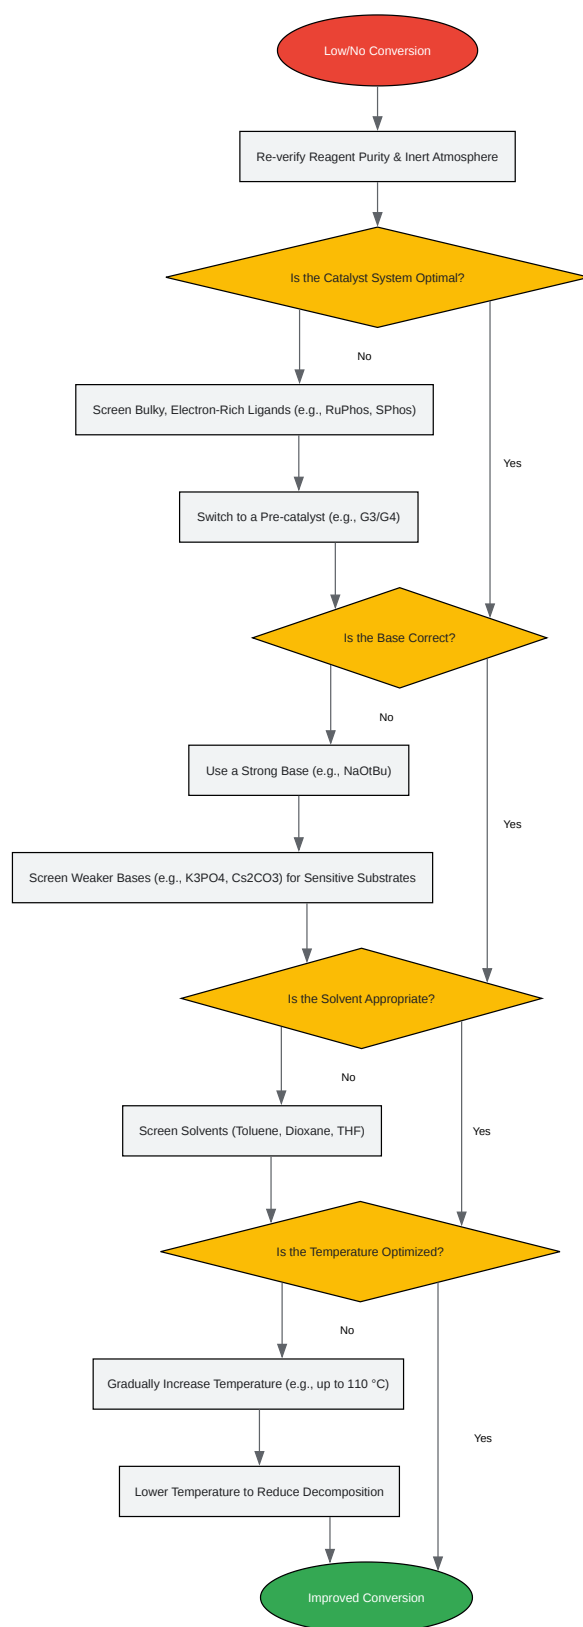 Low/No Conversion
Re-verify Reagent Purity & Inert Atmosphere
Is the Catalyst System Optimal?
No
Screen Bulky, Electron-Rich Ligands (e.g., RuPhos, SPhos)
Yes
Switch to a Pre-catalyst (e.g., G3/G4)
Is the Base Correct?
No
Use a Strong Base (e.g., NaOtBu)
Yes
Screen Weaker Bases (e.g., K3PO4, Cs2CO3) for Sensitive Substrates
Is the Solvent Appropriate?
No
Screen Solvents (Toluene, Dioxane, THF)
Yes
Is the Temperature Optimized?
No
Gradually Increase Temperature (e.g., up to 110 °C)
Yes
Lower Temperature to Reduce Decomposition
Improved Conversion